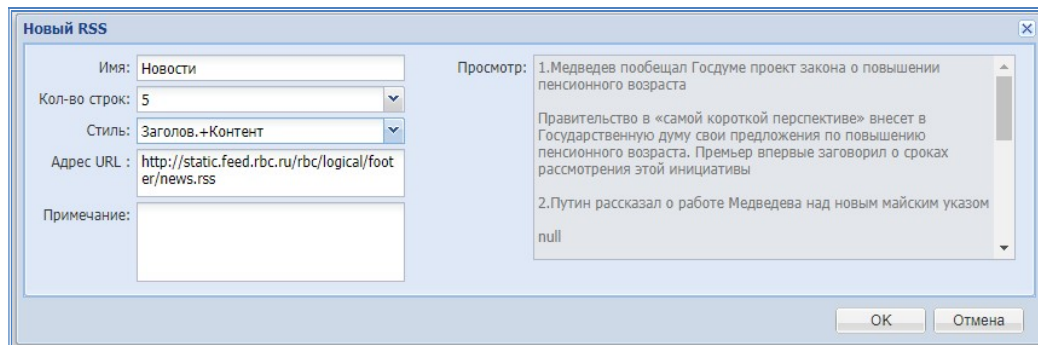 Новый RSS
Имя: Новости
Кол-во строк: 5
Стиль: Заголов.+Контент
Адрес URL : http://static.feed.rbc.ru/rbc/logical/foot
er/news.rss
Примечание:
Просмотр: 1.Медведев пообещал Госдуме проект закона о повышении
пенсионного возраста
Правительство в «самой короткой перспективе» внесет в
Государственную думу свои предложения по повышению
пенсионного возраста. Премьер впервые заговорил о сроках
рассмотрения этой инициативы
2.Путин рассказал о работе Медведева над новым майским указом
null
OK Отмена